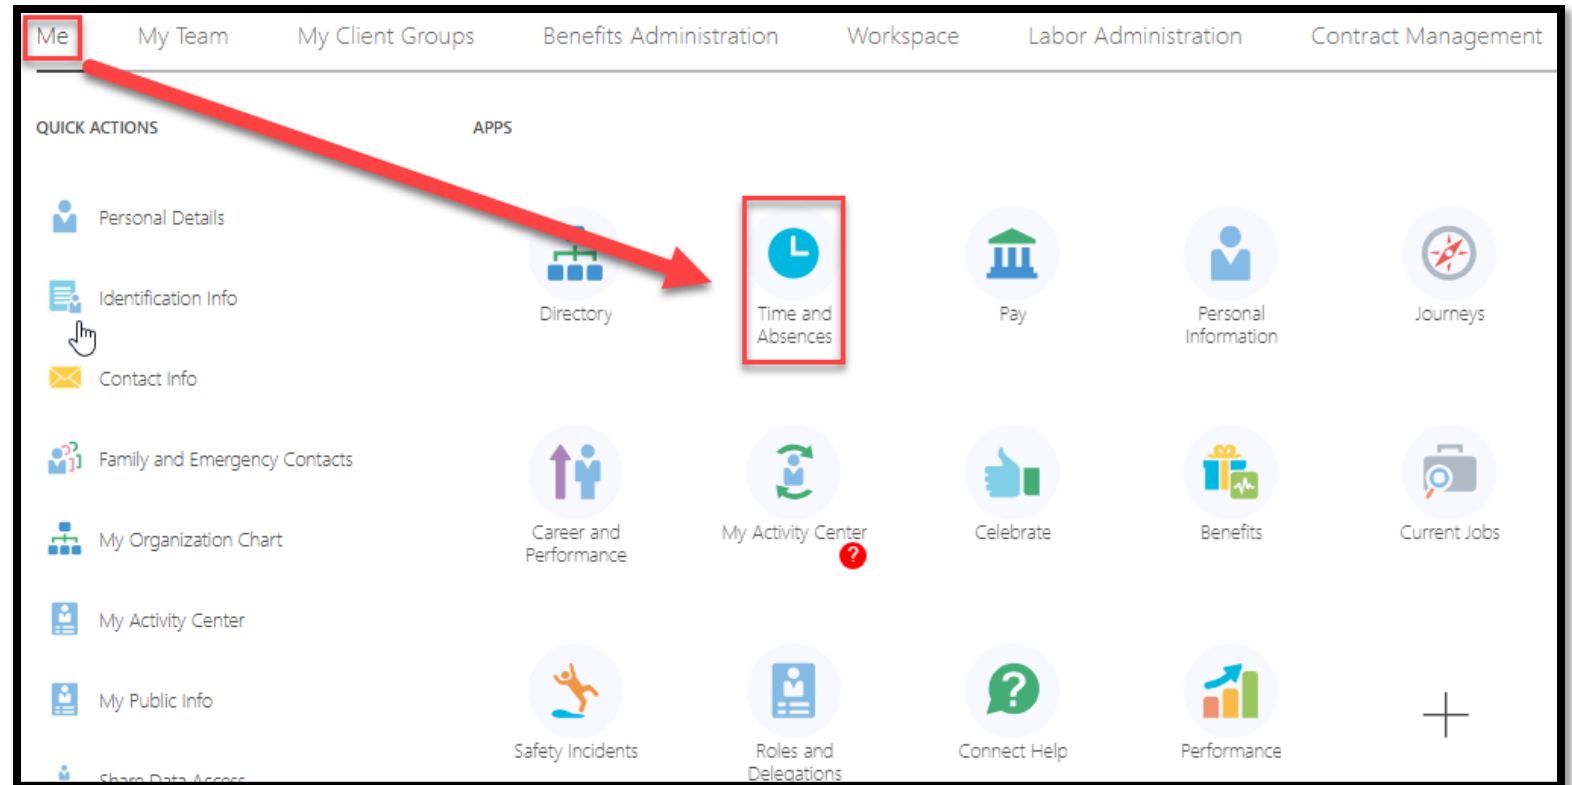 Me My Team My Client Groups Benefits Administration Workspace Labor Administration Contract Management
QUICK ACTIONS
APPS
Personal Details
Identification Info
Contact Info
Family and Emergency Contacts
My Organization Chart
My Activity Center
My Public Info
Share Data Access
Directory
Time and
Absences
Pay
Personal
Information
Journeys
Career and
Performance
My Activity Center
?
Celebrate
Benefits
Current Jobs
Safety Incidents
Roles and
Delegations
?
Connect Help
Performance